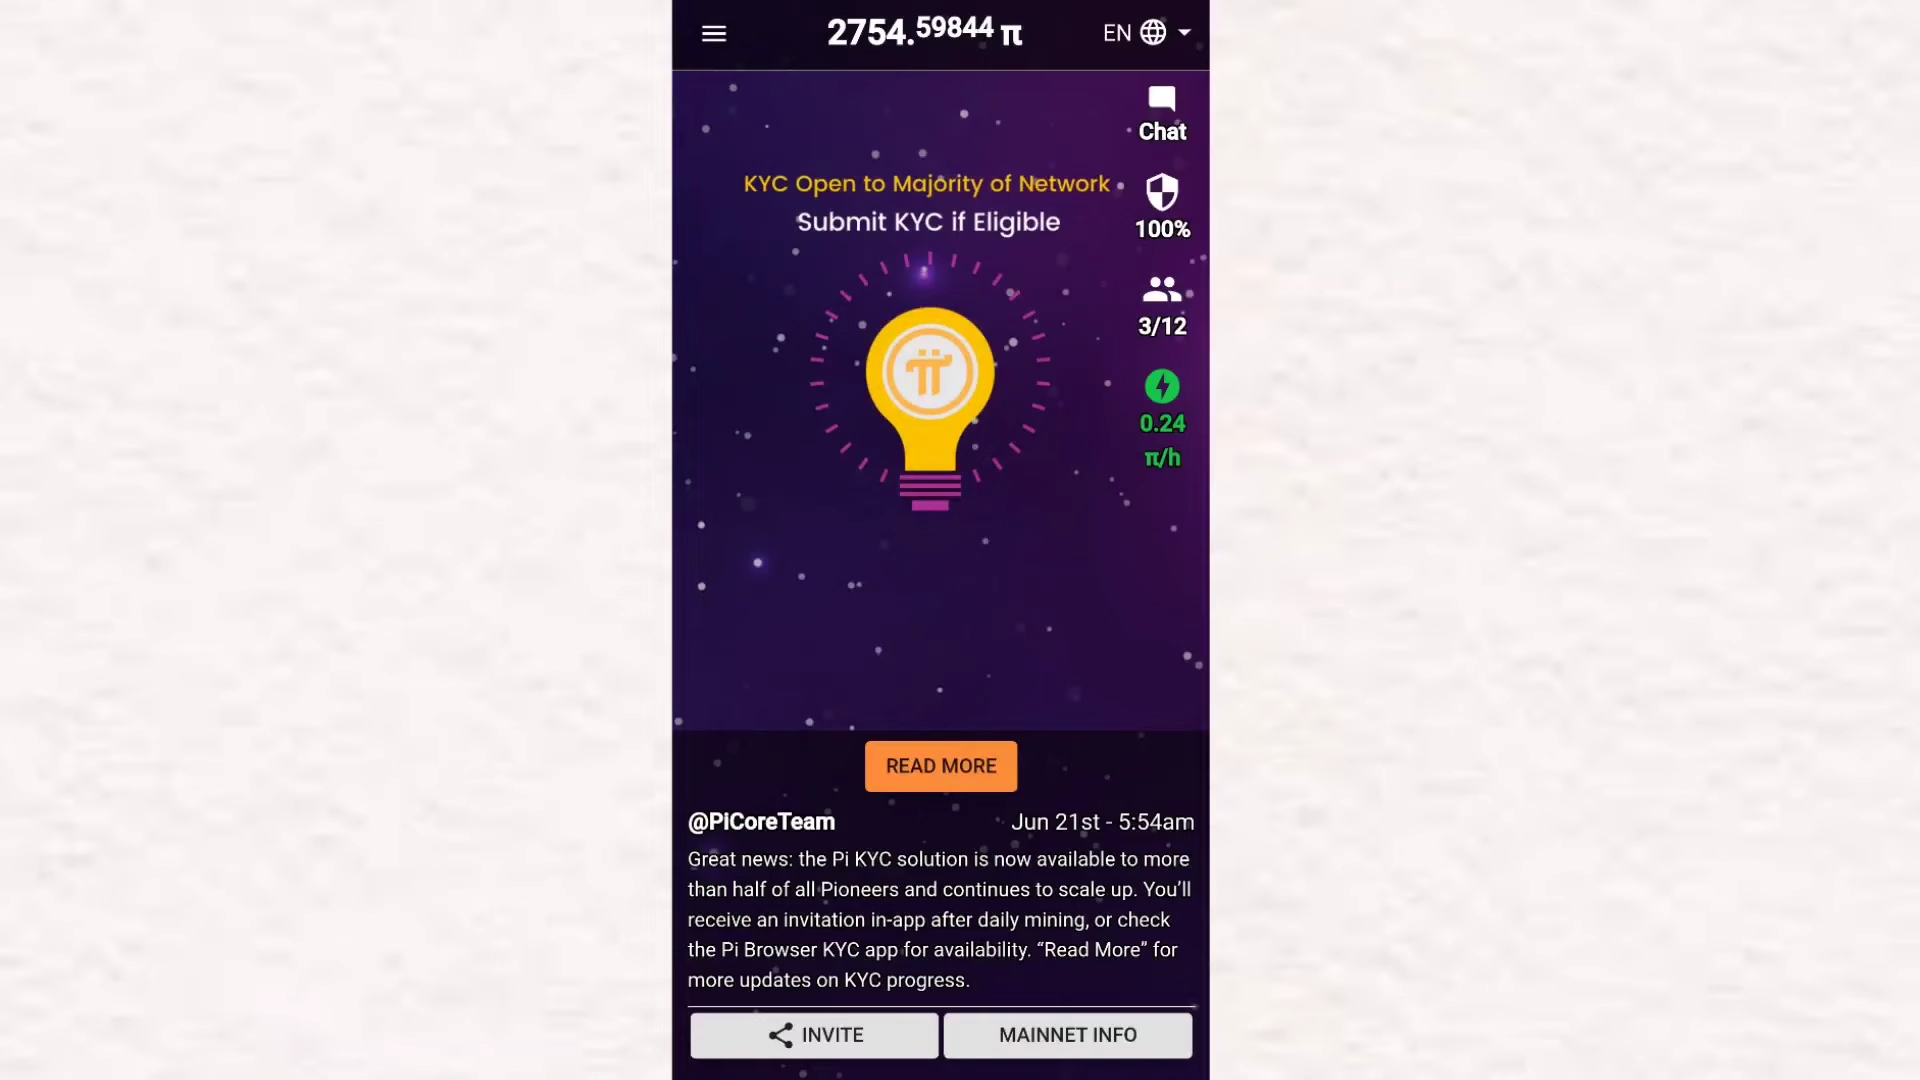 2754.59844 π
EN
Chat
KYC Open to Majority of Network
Submit KYC if Eligible
100%
3/12
0.24
π/h
READ MORE
@PiCoreTeam
Jun 21st - 5:54am
Great news: the Pi KYC solution is now available to more
than half of all Pioneers and continues to scale up. You’ll
receive an invitation in-app after daily mining, or check
the Pi Browser KYC app for availability. “Read More” for
more updates on KYC progress.
INVITE
MAINNET INFO